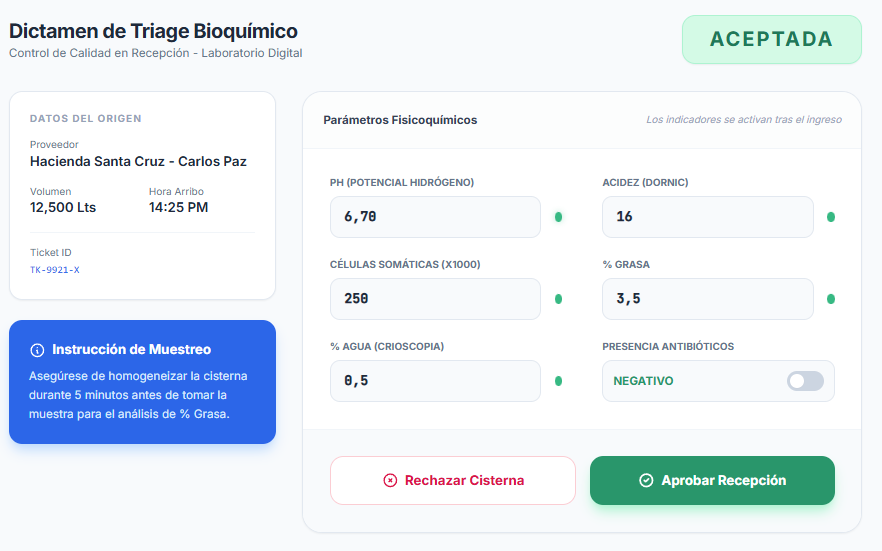 Dictamen de Triage Bioquímico
Control de Calidad en Recepción - Laboratorio Digital
ACEPTADA
DATOS DEL ORIGEN
Proveedor
Hacienda Santa Cruz - Carlos Paz
Volumen
Hora Arribo
12,500 Lts
14:25 PM
Ticket ID
TK-9921-X
Instrucción de Muestreo
Asegúrese de homogeneizar la cisterna
durante 5 minutos antes de tomar la
muestra para el análisis de % Grasa.
Parámetros Fisicoquímicos
Los indicadores se activan tras el ingreso
PH (POTENCIAL HIDRÓGENO)
ACIDEZ (DORNIC)
6,70
16
CÉLULAS SOMÁTICAS (X1000)
% GRASA
250
3,5
% AGUA (CRIOSCOPIA)
PRESENCIA ANTIBIÓTICOS
0,5
NEGATIVO
Rechazar Cisterna
Aprobar Recepción